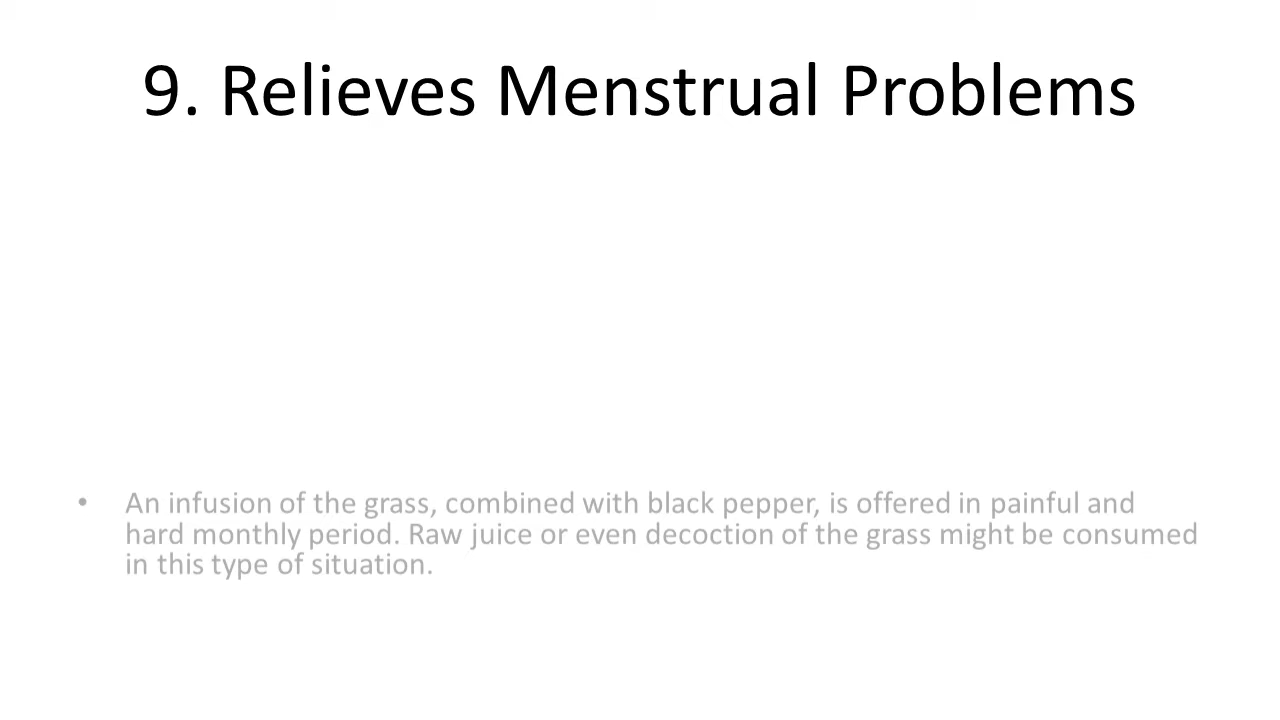 9. Relieves Menstrual Problems
• An infusion of the grass, combined with black pepper, is offered in painful and
hard monthly period. Raw juice or even decoction of the grass might be consumed
in this type of situation.